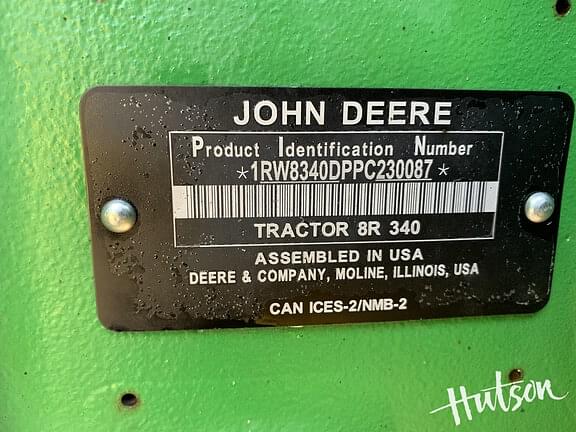 JOHN DEERE
Product Identification Number
*1RW8340DPPC230087*
TRACTOR 8R 340
ASSEMBLED IN USA
DEERE & COMPANY, MOLINE, ILLINOIS, USA
CAN ICES-2/NMB-2
Hutson